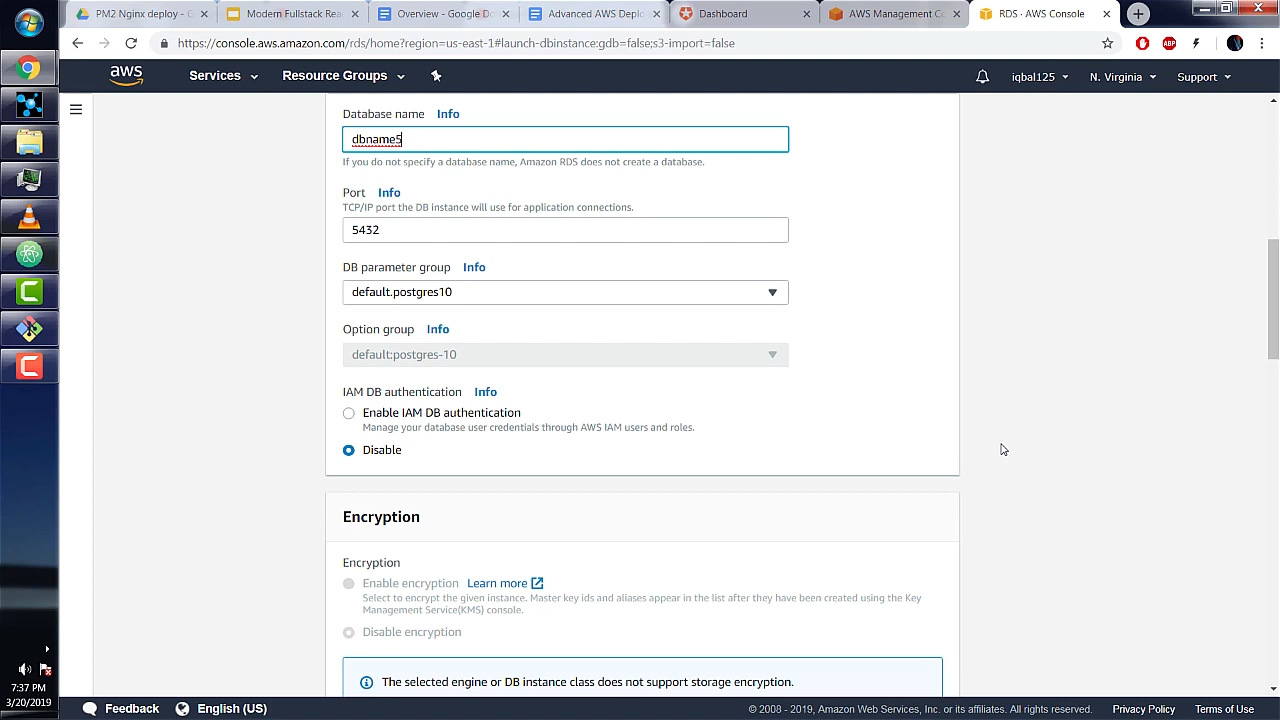 PM2 Nginx deploy - G
Modern Fullstack Rea
Overview - Google Do
Advanced AWS Deplo
Dashboard
AWS Management Co
RDS · AWS Console
https://console.aws.amazon.com/rds/home?region=us-east-1#launch-dbinstance:gdb=false;s3-import=false
ABP
aws
Services
Resource Groups
iqbal125
N. Virginia
Support
Database name Info
dbname5
If you do not specify a database name, Amazon RDS does not create a database.
Port Info
TCP/IP port the DB instance will use for application connections.
5432
DB parameter group Info
default.postgres10
Option group Info
default:postgres-10
IAM DB authentication Info
Enable IAM DB authentication
Manage your database user credentials through AWS IAM users and roles.
Disable
Encryption
Encryption
Enable encryption Learn more
Select to encrypt the given instance. Master key ids and aliases appear in the list after they have been created using the Key
Management Service(KMS) console.
Disable encryption
The selected engine or DB instance class does not support storage encryption.
7:37 PM
3/20/2019
Feedback
English (US)
© 2008 - 2019, Amazon Web Services, Inc. or its affiliates. All rights reserved.
Privacy Policy
Terms of Use